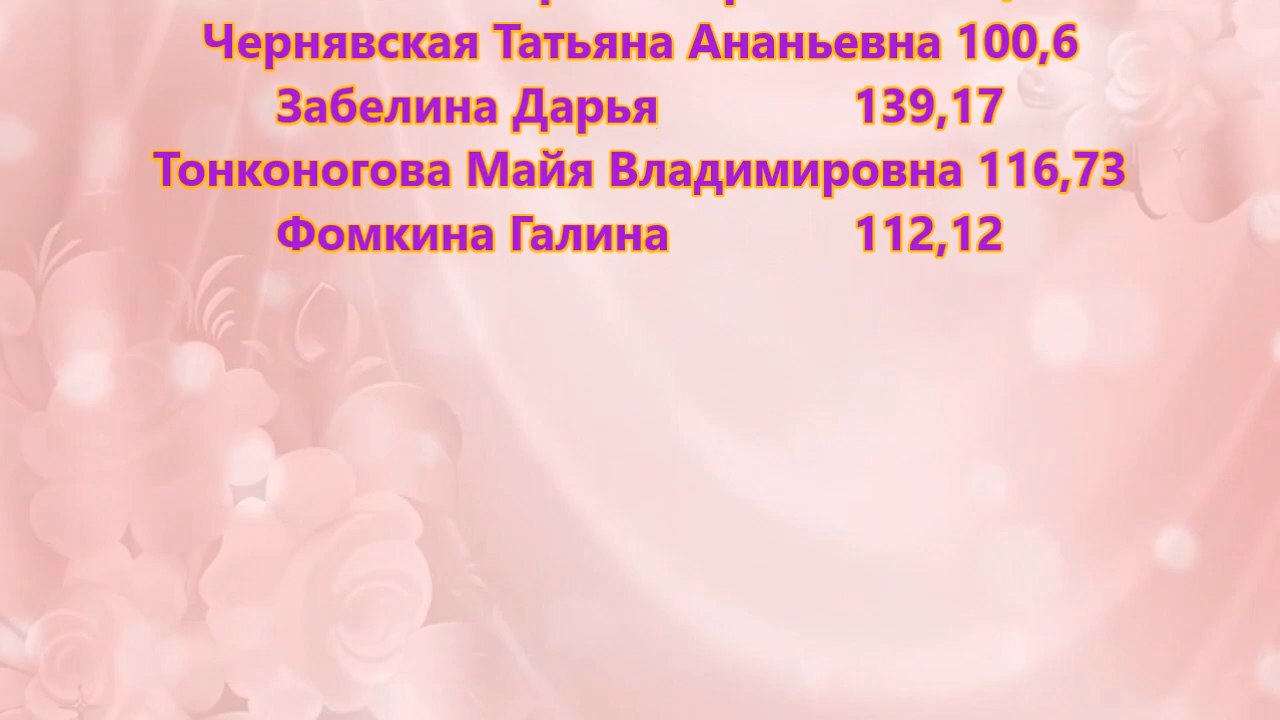 Чернявская Татьяна Ананьевна 100,6
Забелина Дарья 139,17
Тонконогова Майя Владимировна 116,73
Фомкина Галина 112,12